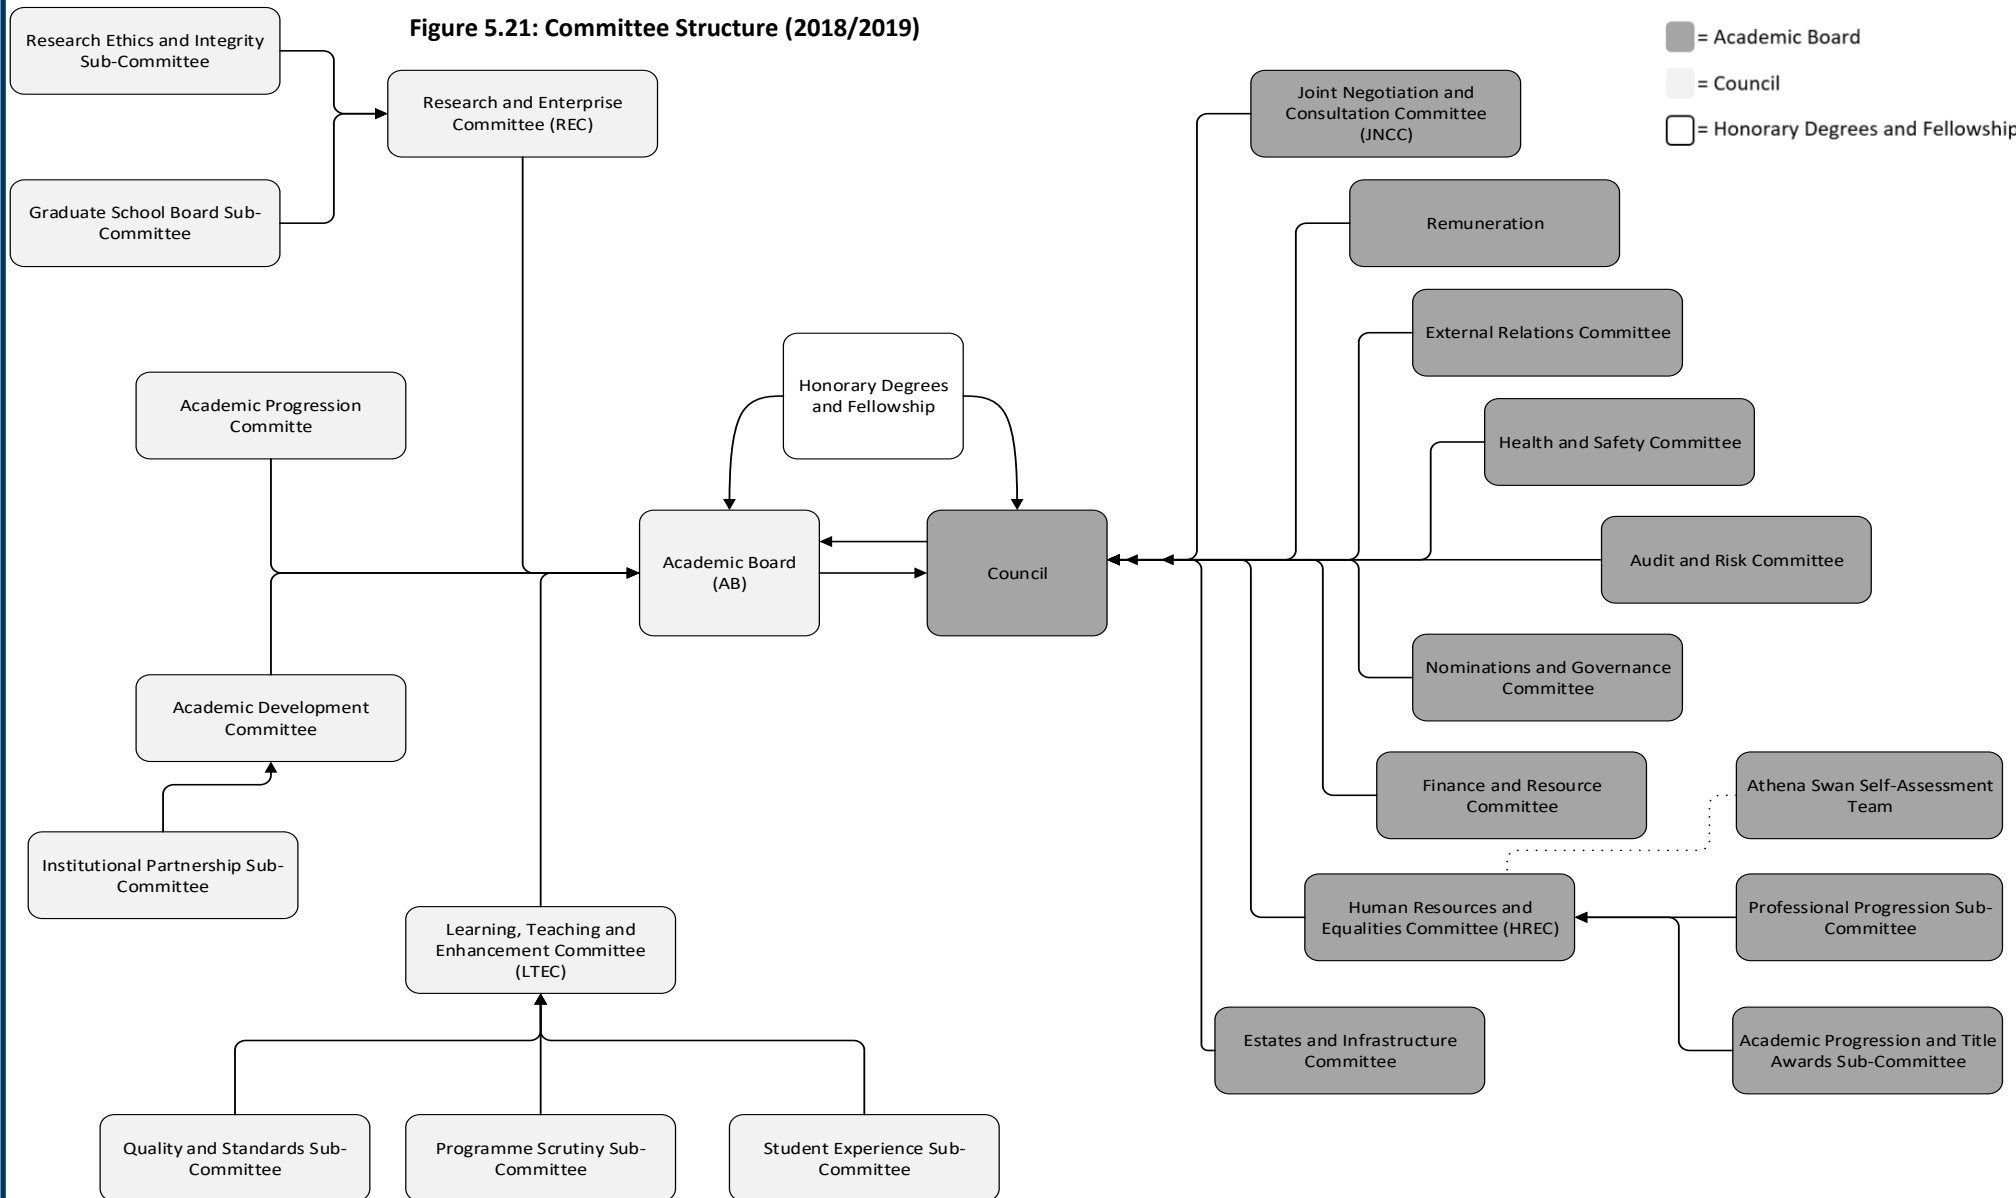 Figure 5.21: Committee Structure (2018/2019)
= Academic Board
= Council
= Honorary Degrees and Fellowship
Research Ethics and Integrity
Sub-Committee
Research and Enterprise
Committee (REC)
Graduate School Board Sub-
Committee
Academic Progression
Committe
Academic Development
Committee
Institutional Partnership Sub-
Committee
Learning, Teaching and
Enhancement Committee
(LTEC)
Quality and Standards Sub-
Committee
Programme Scrutiny Sub-
Committee
Student Experience Sub-
Committee
Honorary Degrees
and Fellowship
Academic Board
(AB)
Council
Joint Negotiation and
Consultation Committee
(JNCC)
Remuneration
External Relations Committee
Health and Safety Committee
Audit and Risk Committee
Nominations and Governance
Committee
Finance and Resource
Committee
Athena Swan Self-Assessment
Team
Human Resources and
Equalities Committee (HREC)
Professional Progression Sub-
Committee
Estates and Infrastructure
Committee
Academic Progression and Title
Awards Sub-Committee